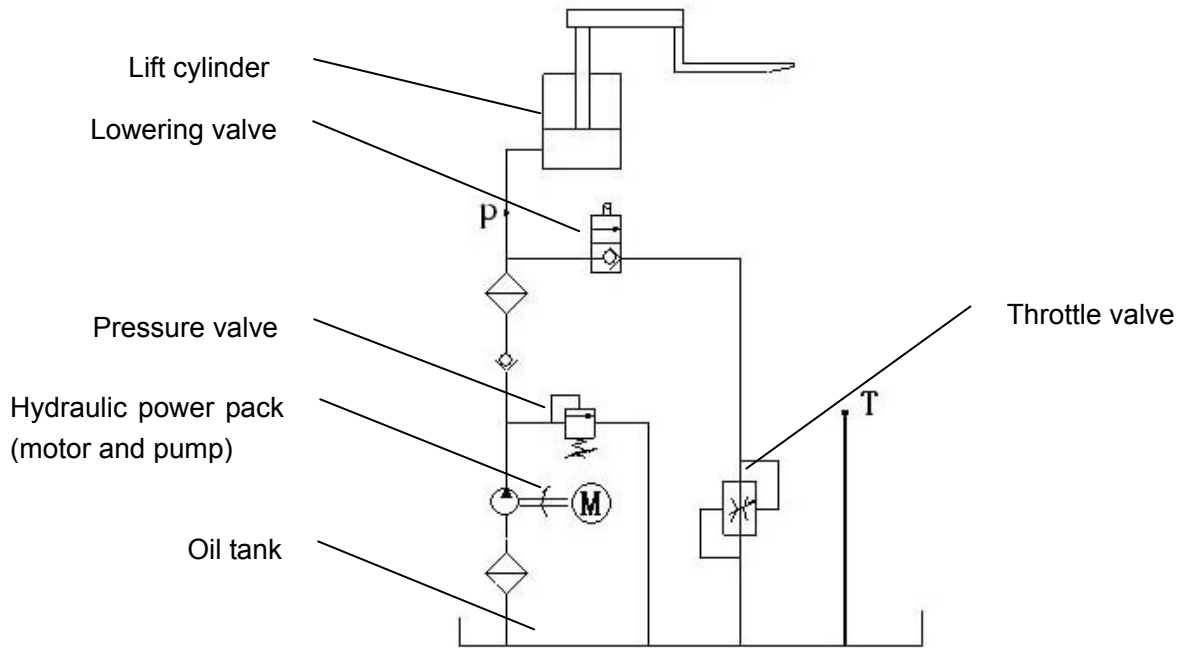 Lift cylinder
Lowering valve
p
Pressure valve
Throttle valve
Hydraulic power pack
(motor and pump)
T
M
Oil tank